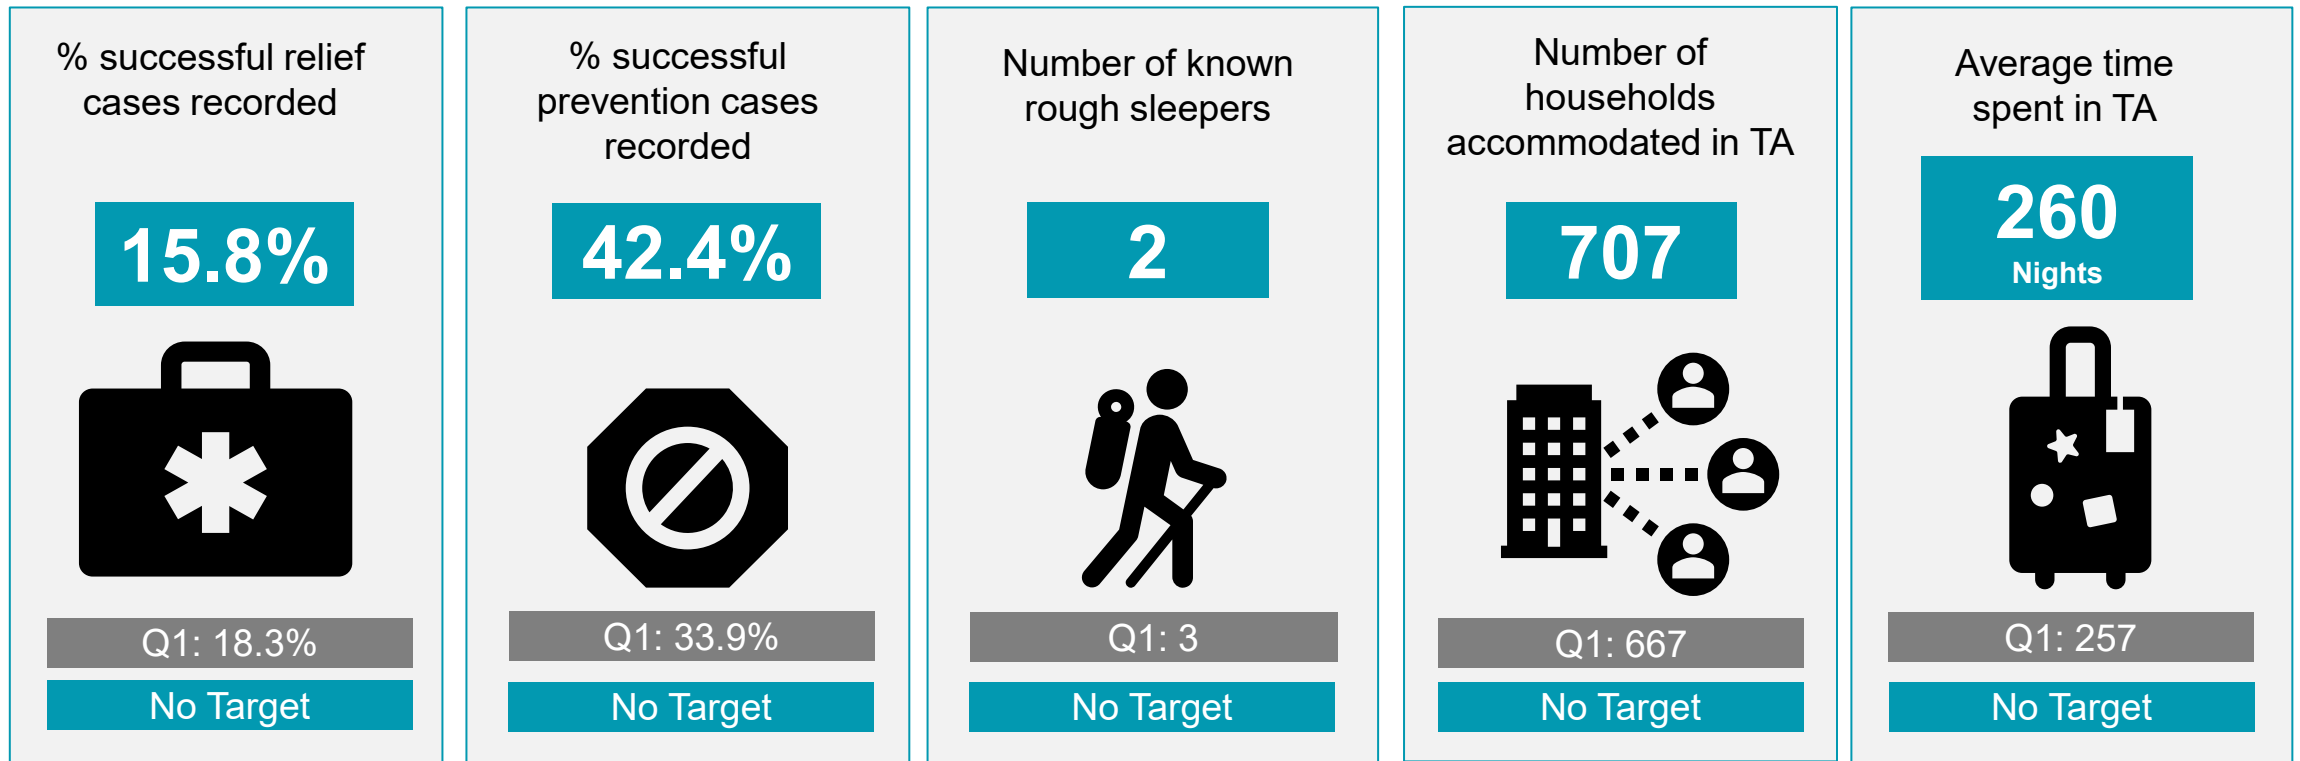 % successful relief
cases recorded
15.8%
Q1: 18.3%
No Target
% successful
prevention cases
recorded
42.4%
Q1: 33.9%
No Target
Number of known
rough sleepers
2
Q1: 3
No Target
Number of
households
accommodated in TA
707
Q1: 667
No Target
Average time
spent in TA
260
Nights
Q1: 257
No Target